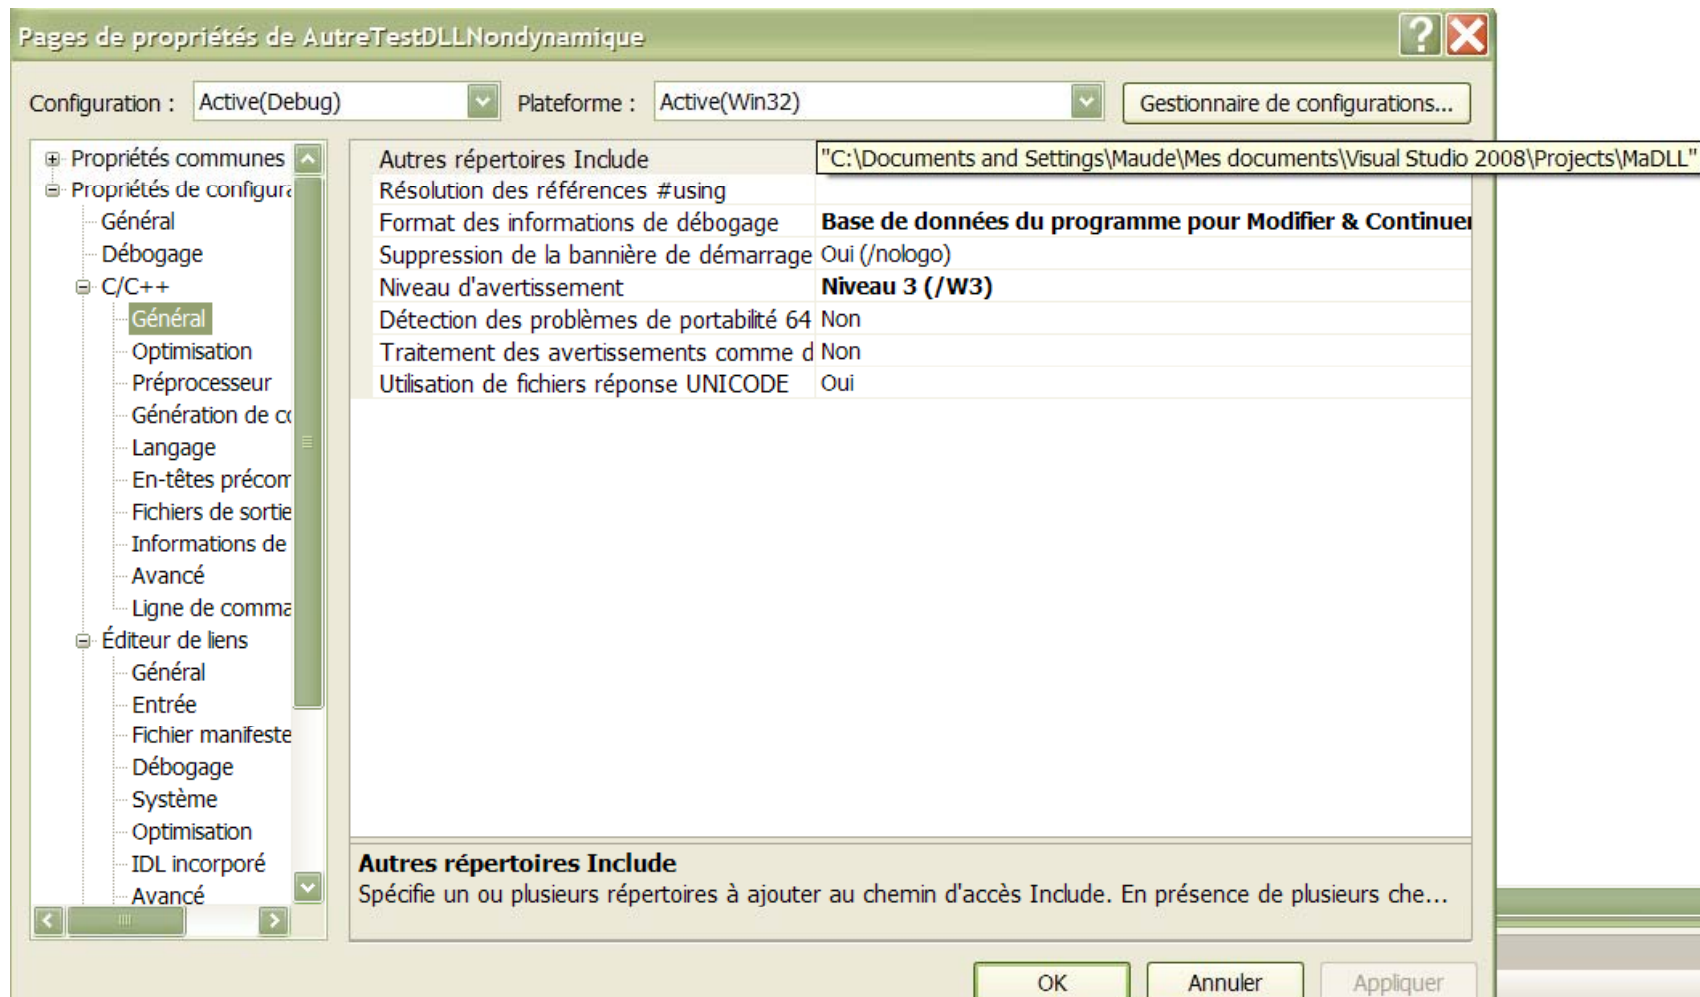 Pages de propriétés de AutreTestDLLNondynamique
Configuration : Active(Debug) Plateforme : Active(Win32) Gestionnaire de configurations...
Propriétés communes
Propriétés de configura
Général
Débogage
C/C++
Général
Optimisation
Préprocesseur
Génération de co
Langage
En-têtes précom
Fichiers de sortie
Informations de
Avancé
Ligne de comma
Éditeur de liens
Général
Entrée
Fichier manifeste
Débogage
Système
Optimisation
IDL incorporé
Avancé
Autres répertoires Include "C:\Documents and Settings\Maude\Mes documents\Visual Studio 2008\Projects\MaDLL"
Résolution des références #using
Format des informations de débogage Base de données du programme pour Modifier & Continuer
Suppression de la bannière de démarrage Oui (/nologo)
Niveau d'avertissement Niveau 3 (/W3)
Détection des problèmes de portabilité 64 Non
Traitement des avertissements comme d Non
Utilisation de fichiers réponse UNICODE Oui
Autres répertoires Include
Spécifie un ou plusieurs répertoires à ajouter au chemin d'accès Include. En présence de plusieurs che...
OK Annuler Appliquer